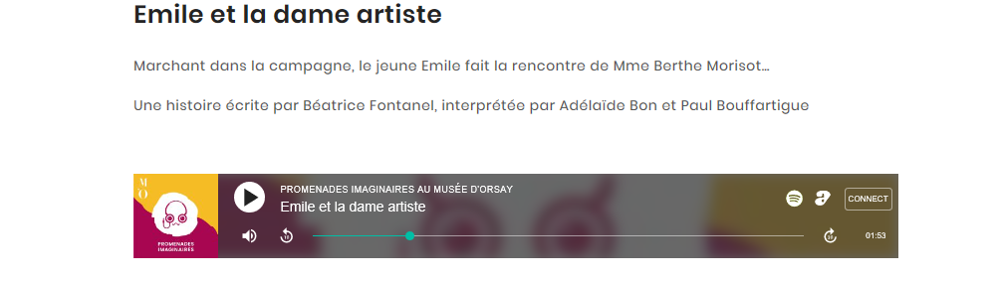 Emile et la dame artiste
Marchant dans la campagne, le jeune Emile fait la rencontre de Mme Berthe Morisot...
Une histoire écrite par Béatrice Fontanel, interprétée par Adélaïde Bon et Paul Bouffartigue
M'O
PROMENADES
IMAGINAIRES
PROMENADES IMAGINAIRES AU MUSÉE D'ORSAY
Emile et la dame artiste
CONNECT
01:53